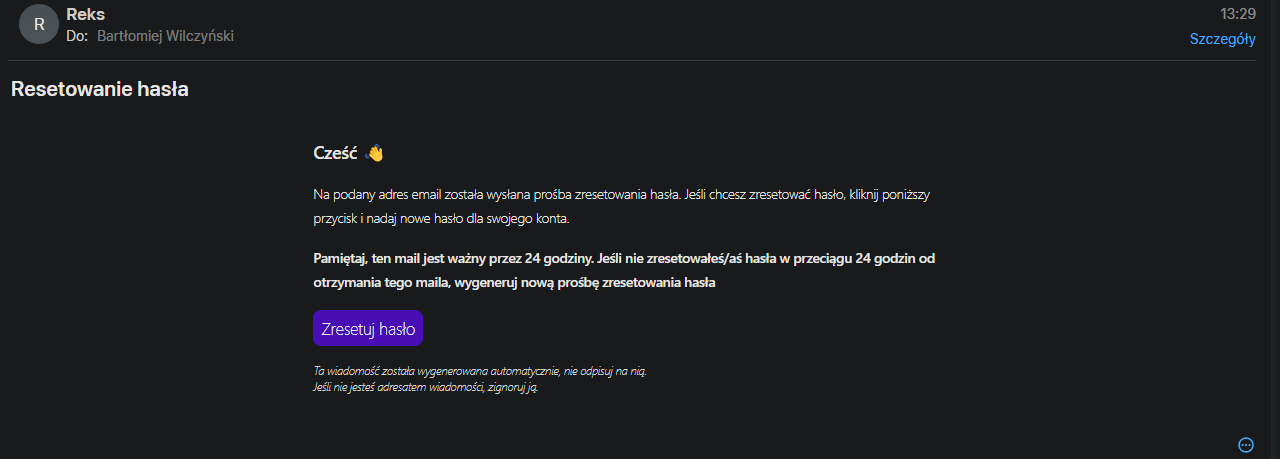 R
Reks
13:29
Do: Bartłomiej Wilczyński
Szczegóły
Resetowanie hasła
Cześć 👋
Na podany adres email została wysłana prośba zresetowania hasła. Jeśli chcesz zresetować hasło, kliknij poniższy
przycisk i nadaj nowe hasło dla swojego konta.
Pamiętaj, ten mail jest ważny przez 24 godziny. Jeśli nie zresetowałeś/aś hasła w przeciągu 24 godzin od
otrzymania tego maila, wygeneruj nową prośbę zresetowania hasła
Zresetuj hasło
Ta wiadomość została wygenerowana automatycznie, nie odpisuj na nią.
Jeśli nie jesteś adresatem wiadomości, zignoruj ją.